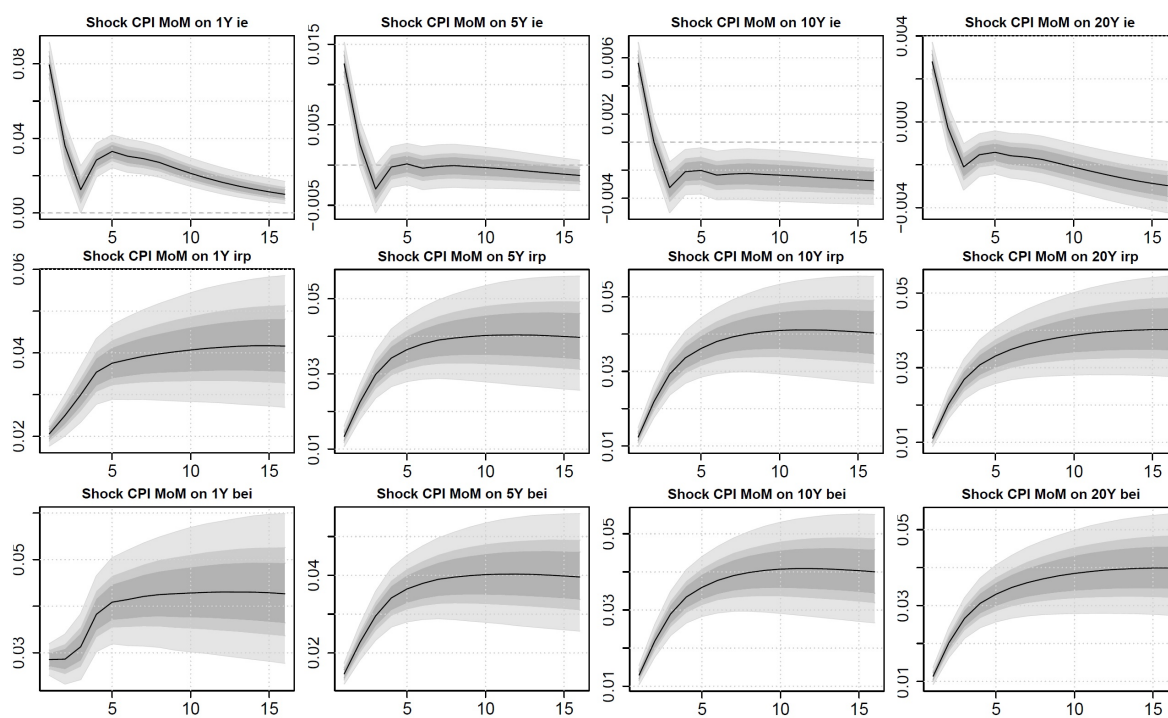 Shock CPI MoM on 1Y ie
Shock CPI MoM on 5Y ie
Shock CPI MoM on 10Y ie
Shock CPI MoM on 20Y ie
0.08
0.04
0.00
0.015
0.005
−0.005
0.006
0.002
−0.004
0.004
0.000
−0.004
5 10 15
5 10 15
5 10 15
5 10 15
Shock CPI MoM on 1Y irp
Shock CPI MoM on 5Y irp
Shock CPI MoM on 10Y irp
Shock CPI MoM on 20Y irp
0.06
0.04
0.02
0.05
0.03
0.01
0.05
0.03
0.01
0.05
0.03
0.01
5 10 15
5 10 15
5 10 15
5 10 15
Shock CPI MoM on 1Y bei
Shock CPI MoM on 5Y bei
Shock CPI MoM on 10Y bei
Shock CPI MoM on 20Y bei
0.05
0.03
0.04
0.02
0.05
0.03
0.01
0.05
0.03
0.01
5 10 15
5 10 15
5 10 15
5 10 15